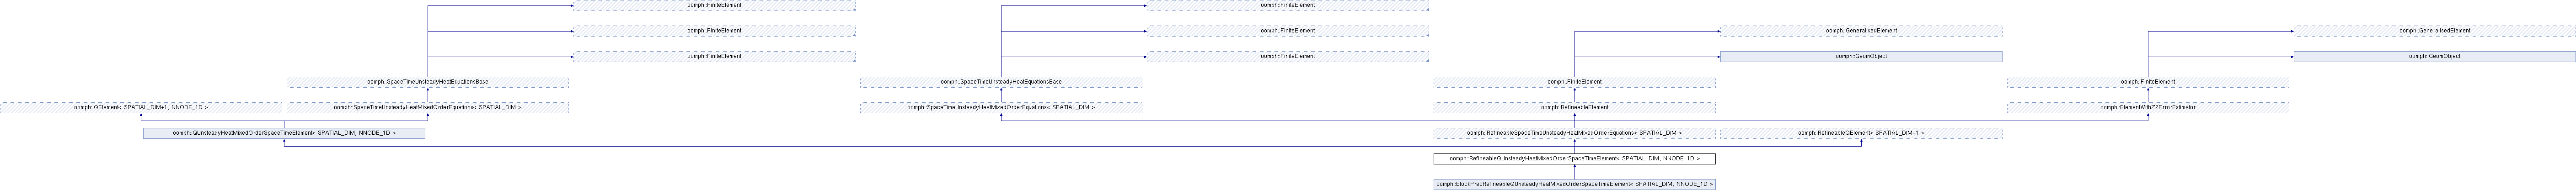 oomph::FiniteElement
oomph::FiniteElement
oomph::FiniteElement
oomph::FiniteElement
oomph::GeneralisedElement
oomph::GeneralisedElement
oomph::FiniteElement
oomph::FiniteElement
oomph::GeomObject
oomph::GeomObject
oomph::SpaceTimeUnsteadyHeatEquationsBase
oomph::SpaceTimeUnsteadyHeatEquationsBase
oomph::FiniteElement
oomph::FiniteElement
oomph::QElement< SPATIAL_DIM+1, NNODE_1D >
oomph::SpaceTimeUnsteadyHeatMixedOrderEquations< SPATIAL_DIM >
oomph::SpaceTimeUnsteadyHeatMixedOrderEquations< SPATIAL_DIM >
oomph::RefineableElement
oomph::ElementWithZ2ErrorEstimator
oomph::QUnsteadyHeatMixedOrderSpaceTimeElement< SPATIAL_DIM, NNODE_1D >
oomph::RefineableSpaceTimeUnsteadyHeatMixedOrderEquations< SPATIAL_DIM >
oomph::RefineableQElement< SPATIAL_DIM+1 >
oomph::RefineableQUnsteadyHeatMixedOrderSpaceTimeElement< SPATIAL_DIM, NNODE_1D >
oomph::BlockPrecRefineableQUnsteadyHeatMixedOrderSpaceTimeElement< SPATIAL_DIM, NNODE_1D >